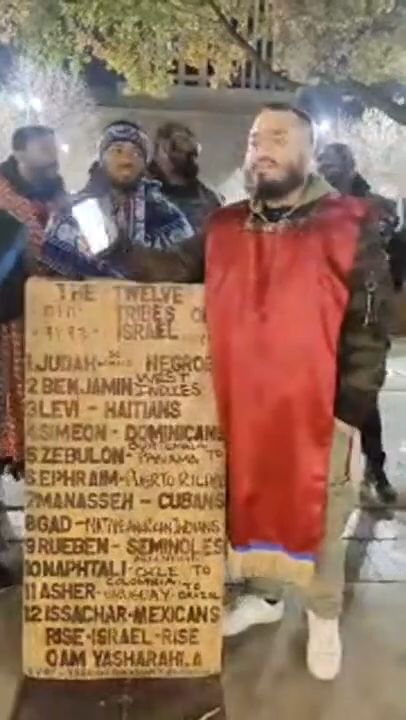 THE TWELVE
TRIBES OF
ISRAEL
1. JUDAH - NEGROES
2 BENJAMIN WEST INDIES
3 LEVI - HAITIANS
4 SIMEON - DOMINICANS
5 ZEBULON - GUATEMALA PANAMA TO
6 EPHRAIM - PUERTO RICANS
7 MANASSEH - CUBANS
8 GAD - NATIVE AMERICAN INDIANS
9 RUEBEN - SEMINOLES
10 NAPHTALI - CHILE TO
11 ASHER - COLOMBIA TO URUGUAY BRAZIL
12 ISSACHAR - MEXICANS
RISE - ISRAEL - RISE
QAM YASHARAHLA